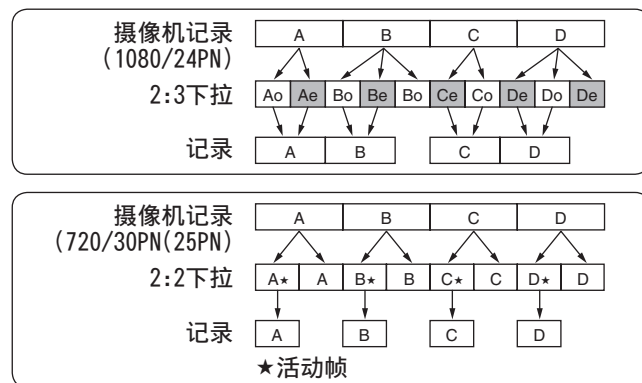 摄像机记录
(1080/24PN)
A B C D
2:3下拉
Ao Ae Bo Be Bo Ce Co De Do De
记录
A B C D
摄像机记录
(720/30PN(25PN)
A B C D
2:2下拉
A★ A B★ B C★ C D★ D
记录
A B C D
★活动帧